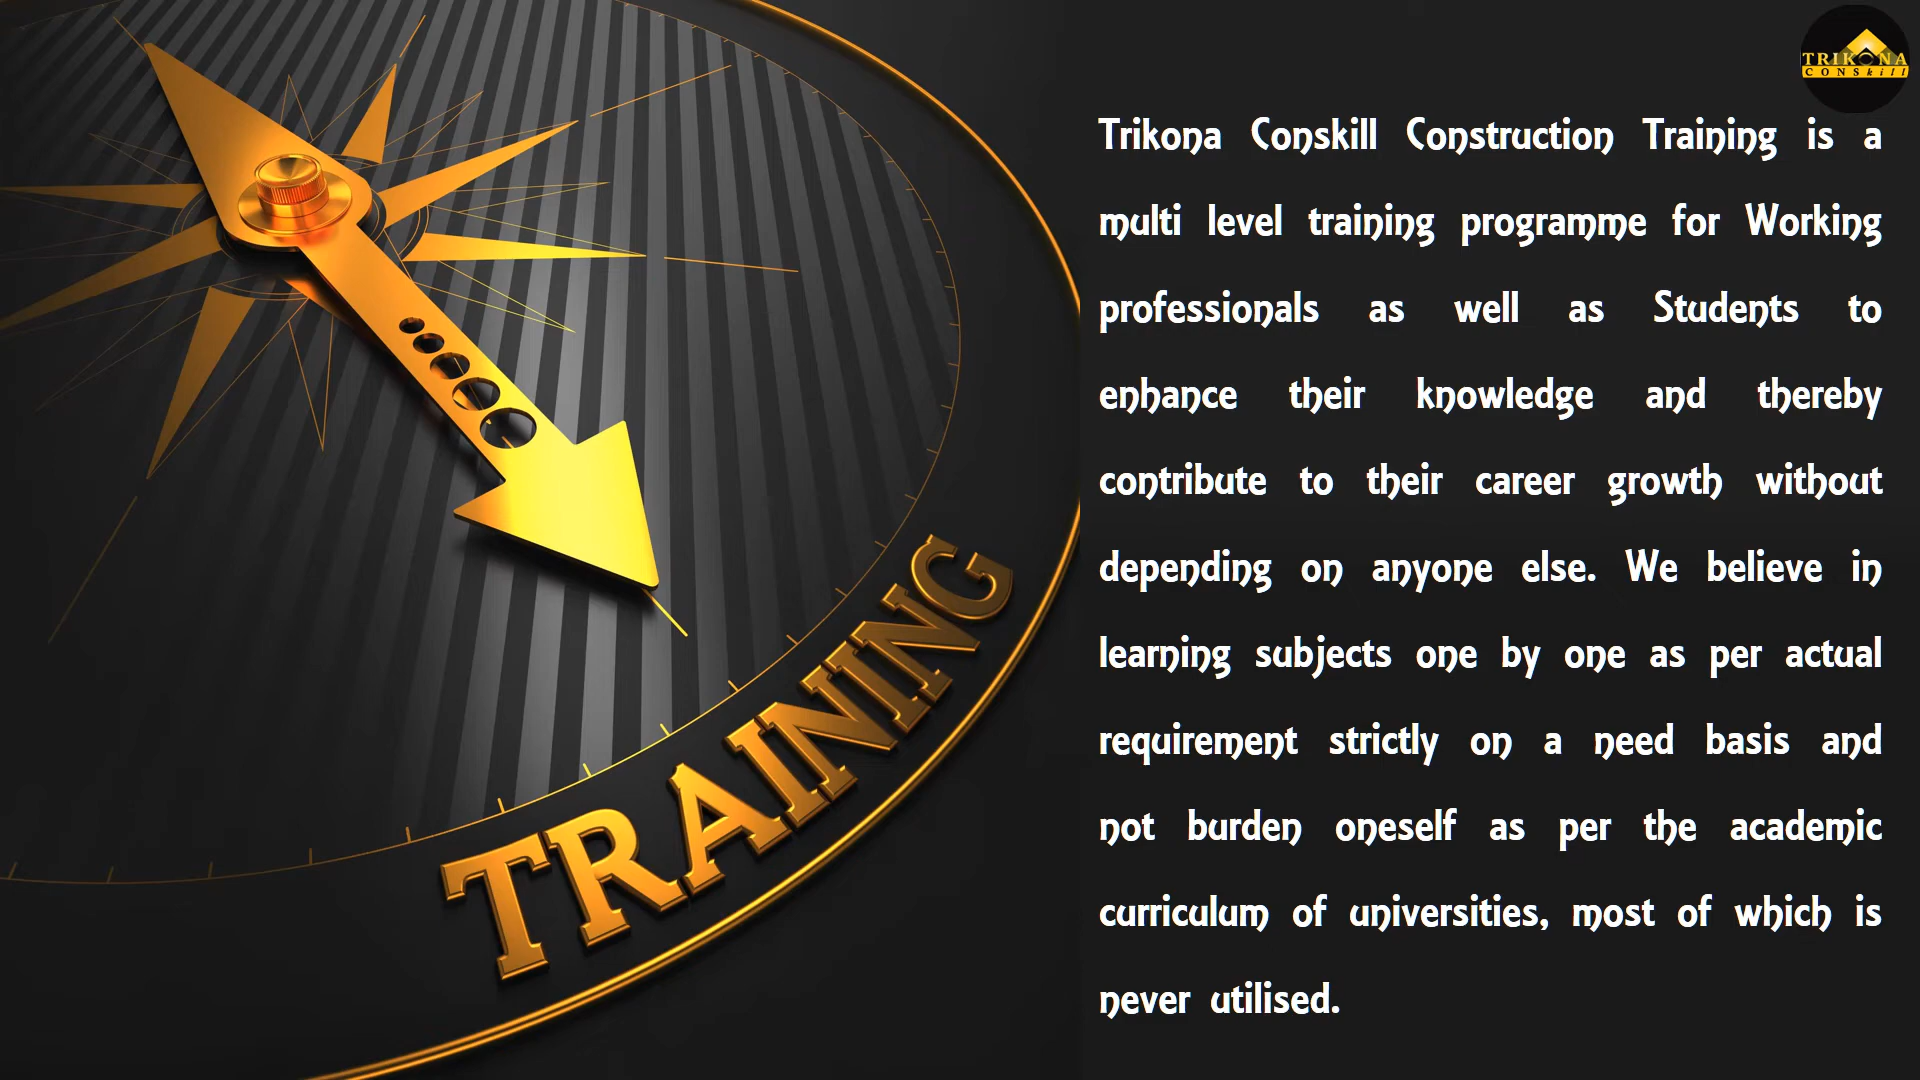 TRIKONA
CONSkill
Trikona Conskill Construction Training is a
multi level training programme for Working
professionals as well as Students to
enhance their knowledge and thereby
contribute to their career growth without
depending on anyone else. We believe in
learning subjects one by one as per actual
requirement strictly on a need basis and
not burden oneself as per the academic
curriculum of universities, most of which is
never utilised.
TRAINING